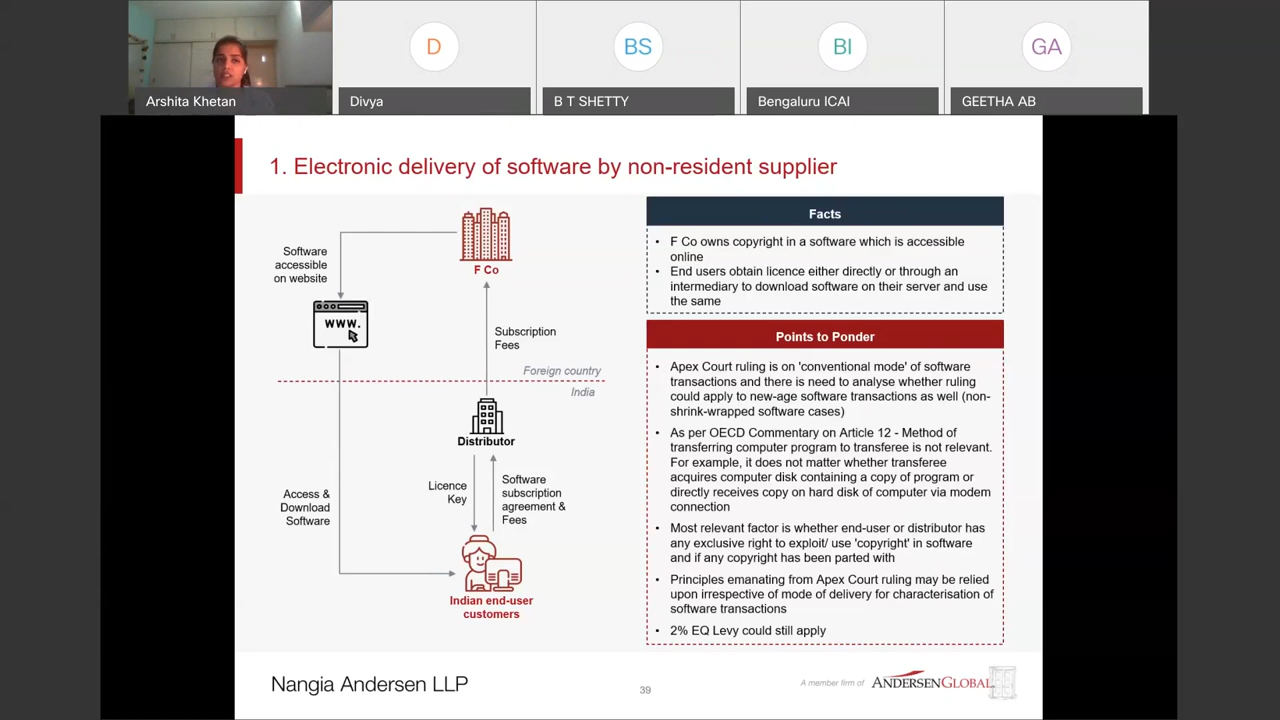 D
BS
BI
GA
Arshita Khetan
Divya
B T SHETTY
Bengaluru ICAI
GEETHA AB
1. Electronic delivery of software by non-resident supplier
Software
accessible
on website
F Co
www.
Subscription
Fees
Foreign country
India
Distributor
Licence
Key
Software
subscription
agreement &
Fees
Access &
Download
Software
Indian end-user
customers
Facts
• F Co owns copyright in a software which is accessible
online
• End users obtain licence either directly or through an
intermediary to download software on their server and use
the same
Points to Ponder
• Apex Court ruling is on 'conventional mode' of software
transactions and there is need to analyse whether ruling
could apply to new-age software transactions as well (non-
shrink-wrapped software cases)
• As per OECD Commentary on Article 12 - Method of
transferring computer program to transferee is not relevant.
For example, it does not matter whether transferee
acquires computer disk containing a copy of program or
directly receives copy on hard disk of computer via modem
connection
• Most relevant factor is whether end-user or distributor has
any exclusive right to exploit/ use 'copyright' in software
and if any copyright has been parted with
• Principles emanating from Apex Court ruling may be relied
upon irrespective of mode of delivery for characterisation of
software transactions
• 2% EQ Levy could still apply
Nangia Andersen LLP
39
A member firm of
ANDERSEN GLOBAL